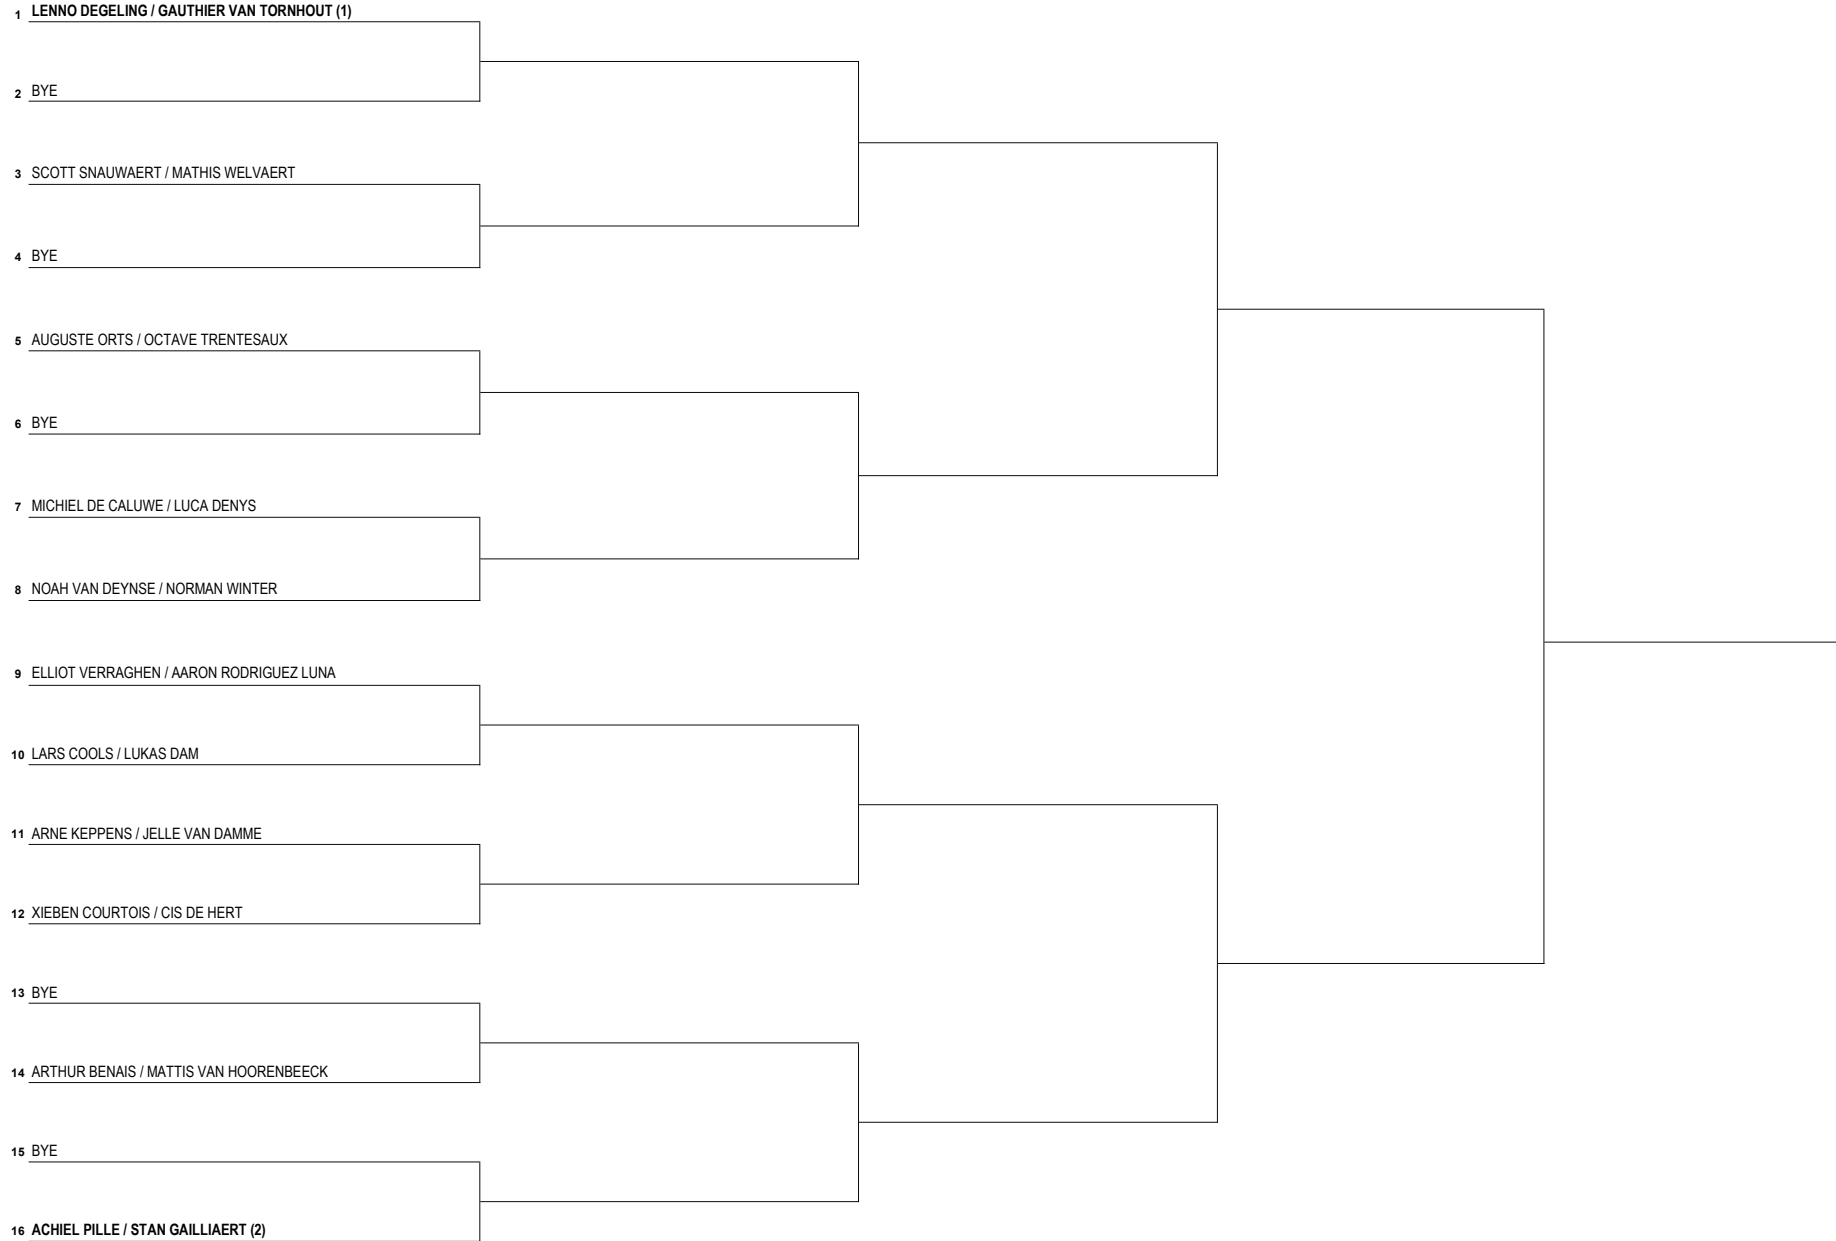 1 LENNO DEGELING / GAUTHIER VAN TORNHOUT (1)
2 BYE
3 SCOTT SNAUWAERT / MATHIS WELVAERT
4 BYE
5 AUGUSTE ORTS / OCTAVE TRENTESAUX
6 BYE
7 MICHIEL DE CALUWE / LUCA DENYS
8 NOAH VAN DEYNSE / NORMAN WINTER
9 ELLIOT VERRAGHEN / AARON RODRIGUEZ LUNA
10 LARS COOLS / LUKAS DAM
11 ARNE KEPPENS / JELLE VAN DAMME
12 XIEBEN COURTOIS / CIS DE HERT
13 BYE
14 ARTHUR BENAIS / MATTIS VAN HOORENBEECK
15 BYE
16 ACHIEL PILLE / STAN GAILLIAERT (2)